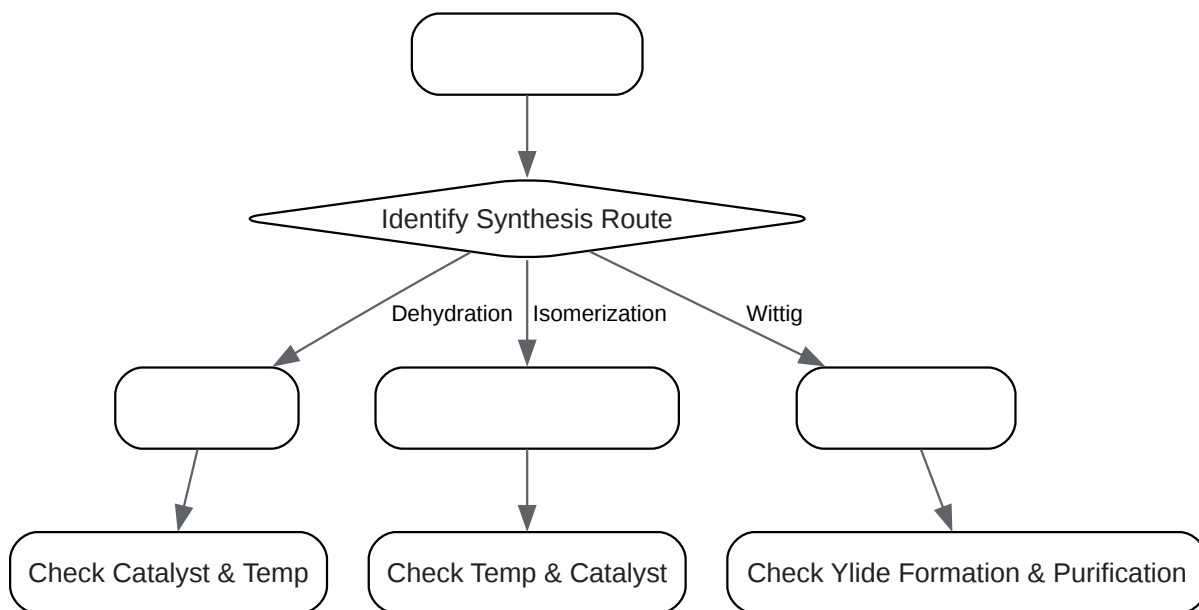 Identify Synthesis Route
Dehydration
Isomerization
Wittig
Check Catalyst & Temp
Check Temp & Catalyst
Check Ylide Formation & Purification